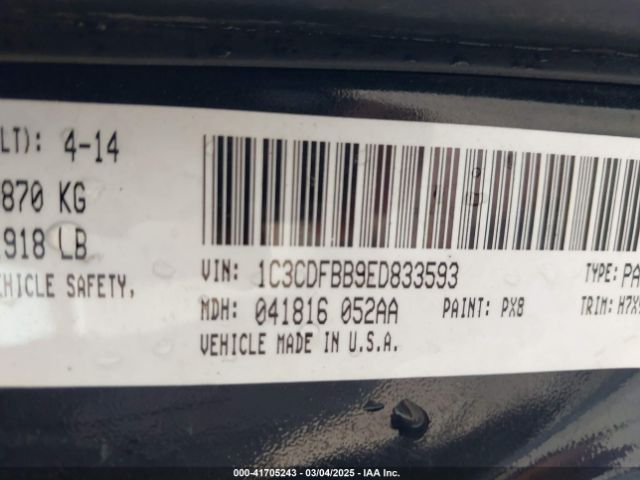 LT): 4-14
870 KG
918 LB
EHICLE SAFETY,
VIN: 1C3CDFBB9ED833593
TYPE: PA
MDH: 041816 052AA PAINT: PX8 TRIM: H7X9
VEHICLE MADE IN U.S.A.
000-41705243 - 03/04/2025 - IAA Inc.